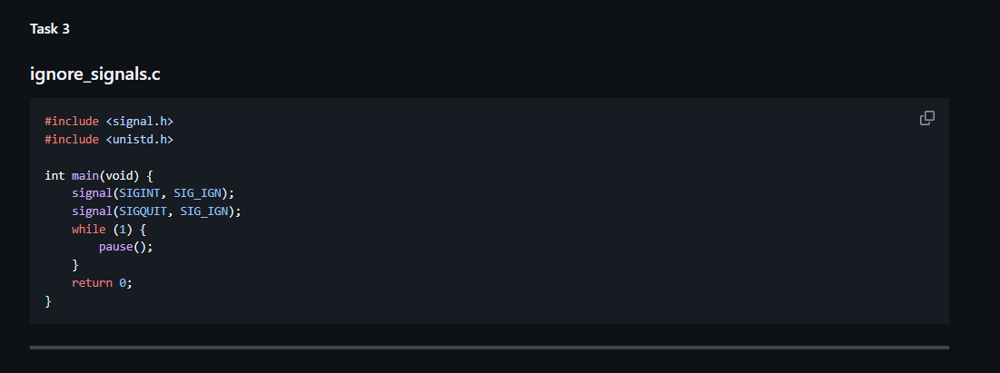 Task 3
ignore_signals.c
#include <signal.h>
#include <unistd.h>
int main(void) {
    signal(SIGINT, SIG_IGN);
    signal(SIGQUIT, SIG_IGN);
    while (1) {
        pause();
    }
    return 0;
}